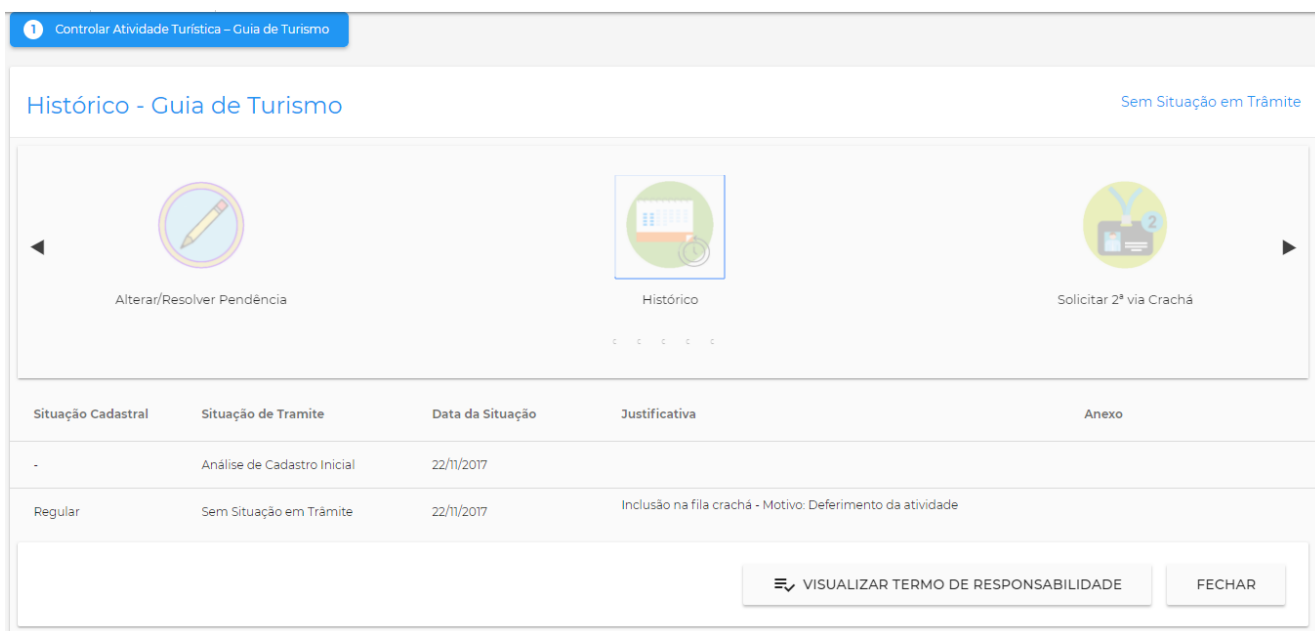 1 Controlar Atividade Turística – Guia de Turismo
Histórico - Guia de Turismo
Sem Situação em Trâmite
2
Alterar/Resolver Pendência
Histórico
Solicitar 2ª via Crachá
c c c c c
Situação Cadastral Situação de Tramite Data da Situação Justificativa Anexo
- Análise de Cadastro Inicial 22/11/2017
Regular Sem Situação em Trâmite 22/11/2017 Inclusão na fila crachá - Motivo: Deferimento da atividade
VISUALIZAR TERMO DE RESPONSABILIDADE FECHAR